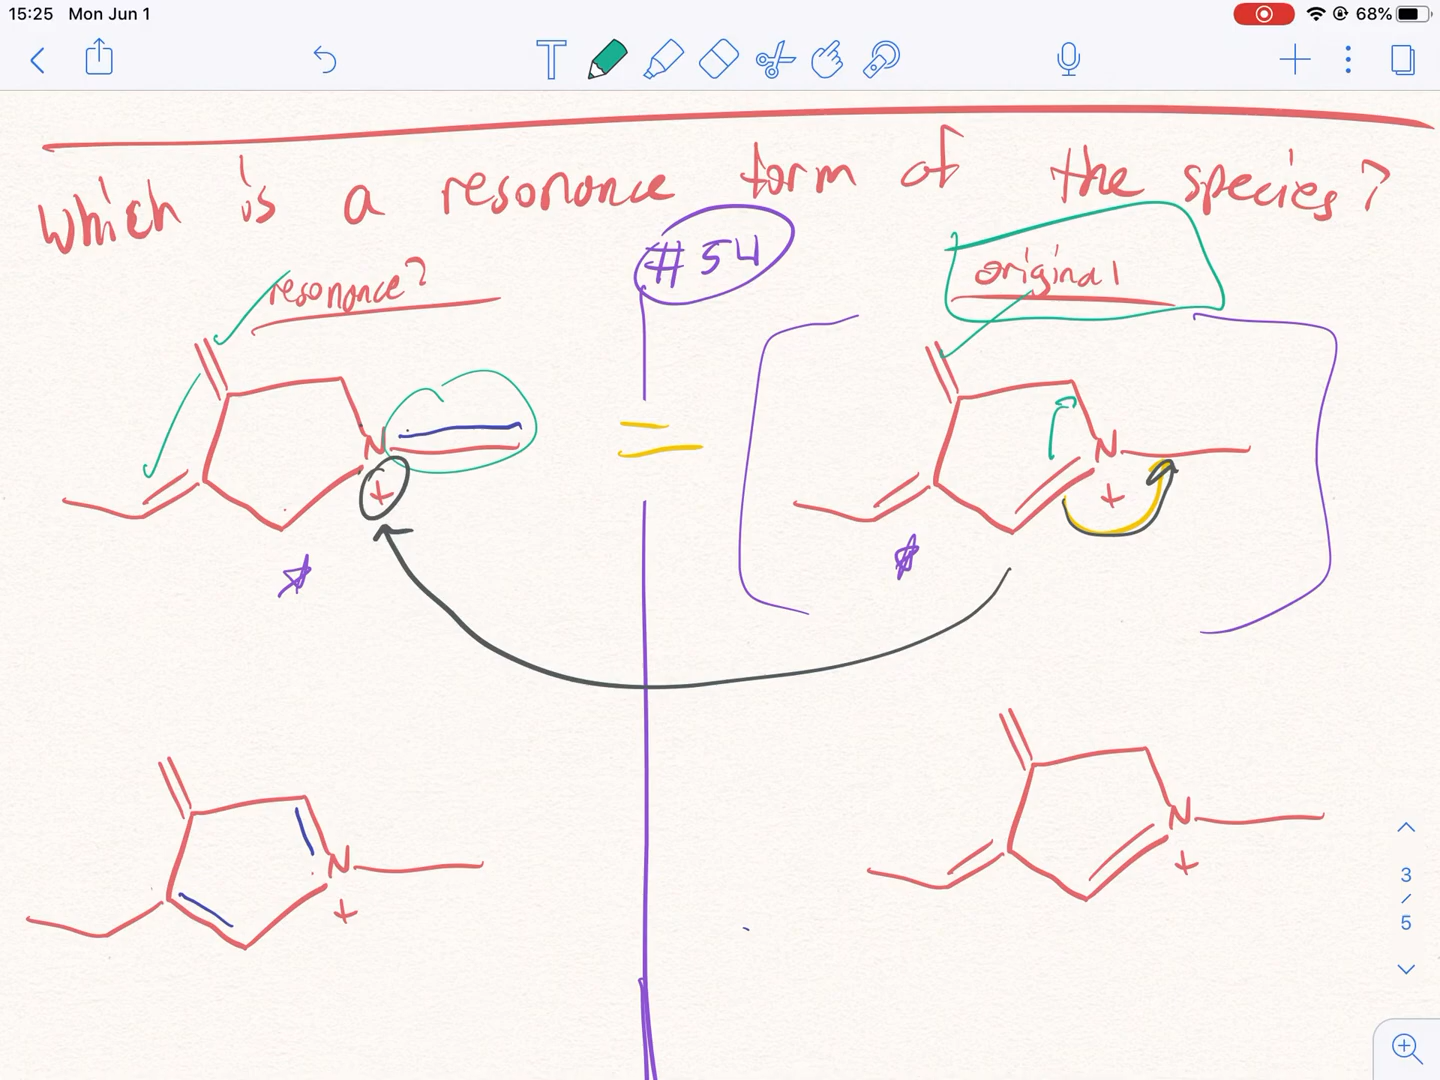 15:25 Mon Jun 1
68%
T
Which is a resonance form of the species?
#54
resonance?
original
N
+
N
+
N
+
N
+
3
/
5